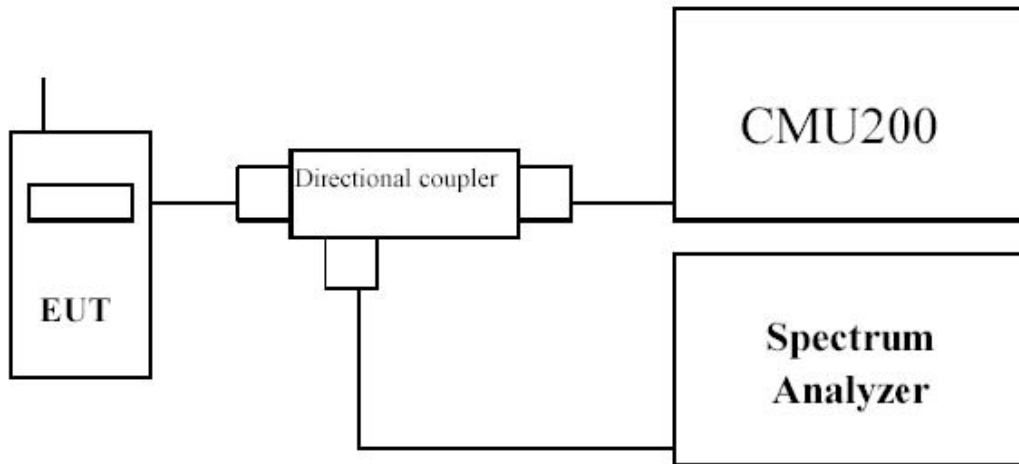 CMU200
Directional coupler
EUT
Spectrum
Analyzer